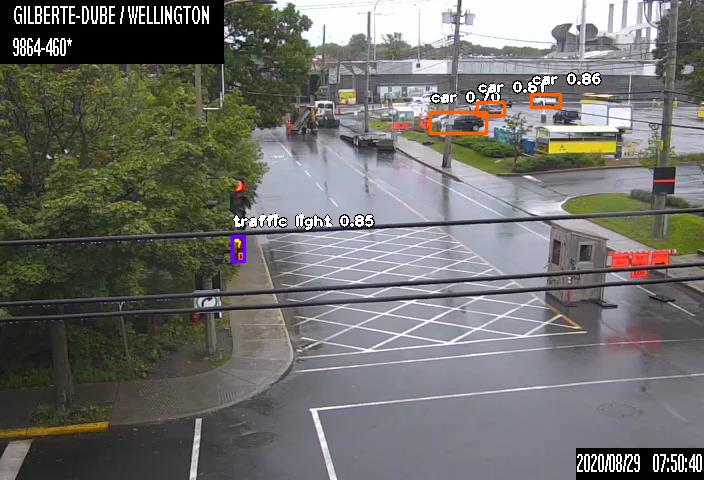 GILBERTE-DUBE / WELLINGTON
9864-460*
car 0.86
car 0.81
car 0.70
traffic light 0.85
2020/08/29 07:50:40